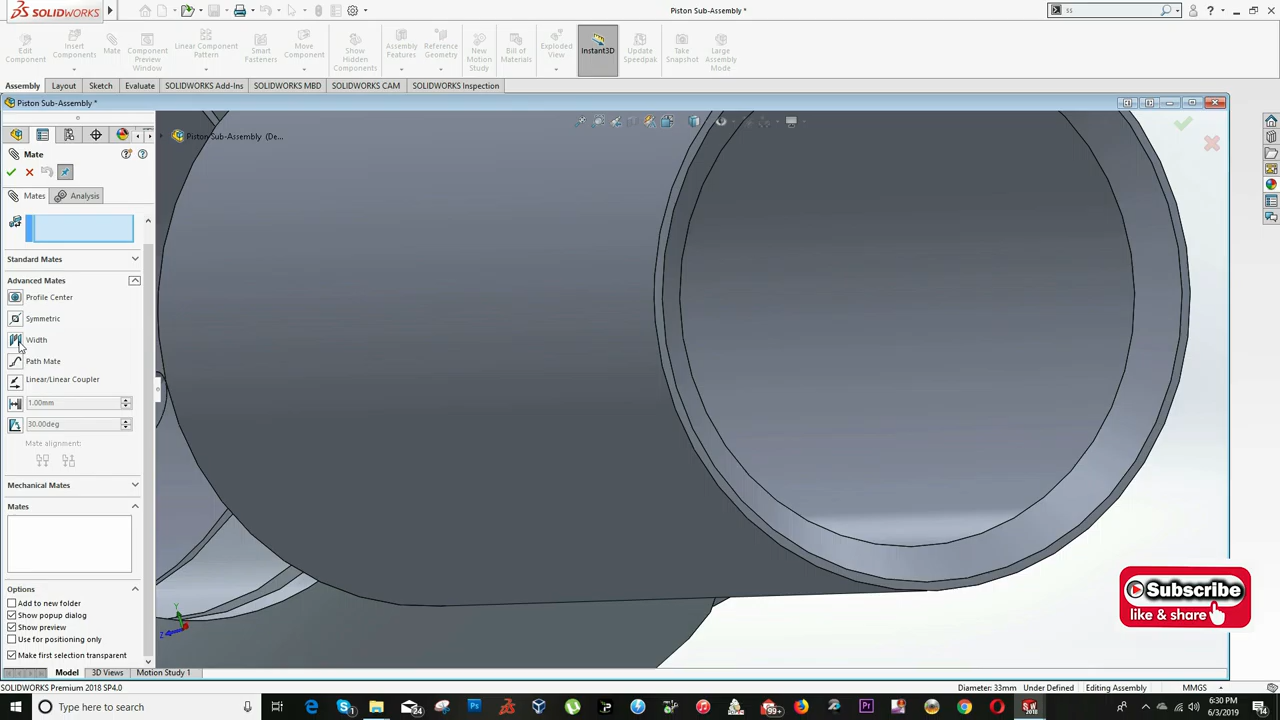 SOLIDWORKS
Piston Sub-Assembly *
ss
Edit Component
Insert Components
Mate
Component Preview Window
Linear Component Pattern
Smart Fasteners
Move Component
Show Hidden Components
Assembly Features
Reference Geometry
New Motion Study
Bill of Materials
Exploded View
Instant3D
Update Speedpak
Take Snapshot
Large Assembly Mode
Assembly
Layout
Sketch
Evaluate
SOLIDWORKS Add-Ins
SOLIDWORKS MBD
SOLIDWORKS CAM
SOLIDWORKS Inspection
Piston Sub-Assembly *
Piston Sub-Assembly (De...
Mate
Mates
Analysis
Standard Mates
Advanced Mates
Profile Center
Symmetric
Width
Path Mate
Linear/Linear Coupler
1.00mm
30.00deg
Mate alignment:
Mechanical Mates
Mates
Options
Add to new folder
Show popup dialog
Show preview
Use for positioning only
Make first selection transparent
Y
Z
Subscribe
like & share
Model
3D Views
Motion Study 1
SOLIDWORKS Premium 2018 SP4.0
Diameter: 33mm
Under Defined
Editing Assembly
MMGS
Type here to search
34
99+
6:30 PM
6/3/2019